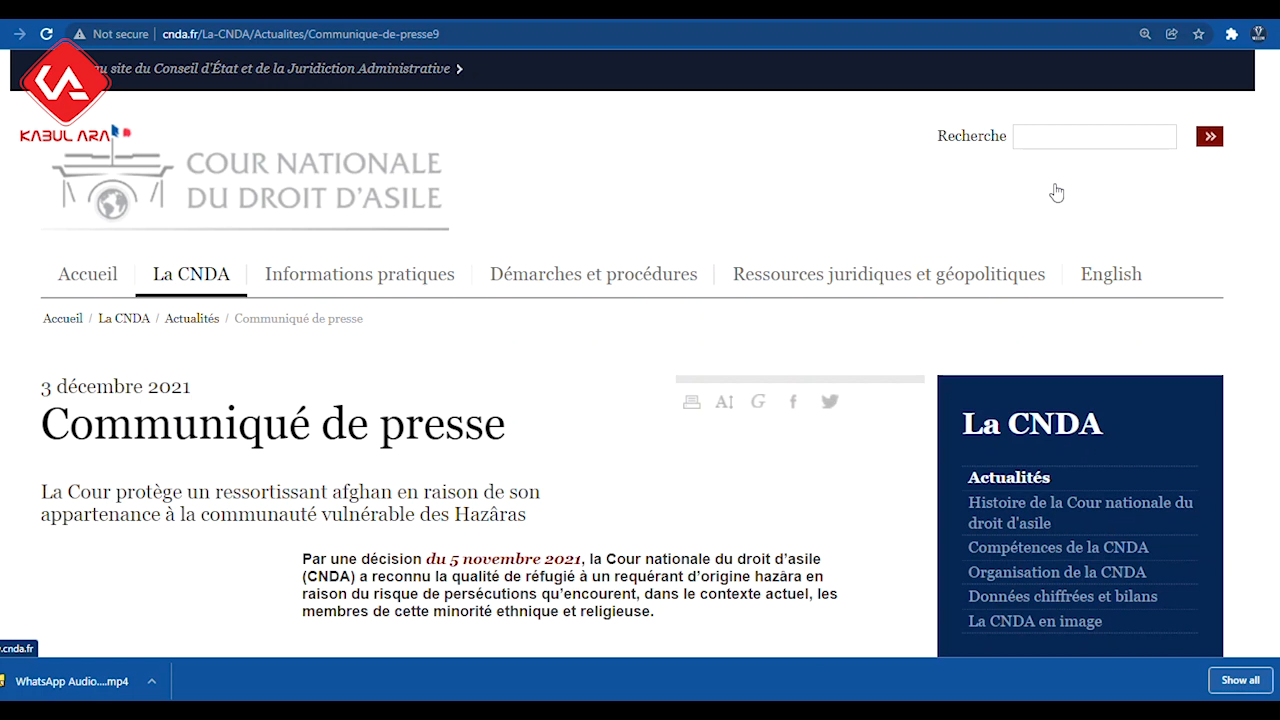 Not secure | cnda.fr/La-CNDA/Actualites/Communique-de-presse9
au site du Conseil d'État et de la Juridiction Administrative
KABUL ARA
COUR NATIONALE
DU DROIT D'ASILE
Recherche
Accueil La CNDA Informations pratiques Démarches et procédures Ressources juridiques et géopolitiques English
Accueil / La CNDA / Actualités / Communiqué de presse
3 décembre 2021
Communiqué de presse
La Cour protège un ressortissant afghan en raison de son
appartenance à la communauté vulnérable des Hazâras
Par une décision du 5 novembre 2021, la Cour nationale du droit d'asile
(CNDA) a reconnu la qualité de réfugié à un requérant d'origine hazâra en
raison du risque de persécutions qu'encourent, dans le contexte actuel, les
membres de cette minorité ethnique et religieuse.
La CNDA
Actualités
Histoire de la Cour nationale du
droit d'asile
Compétences de la CNDA
Organisation de la CNDA
Données chiffrées et bilans
La CNDA en image
.cnda.fr
WhatsApp Audio....mp4
Show all